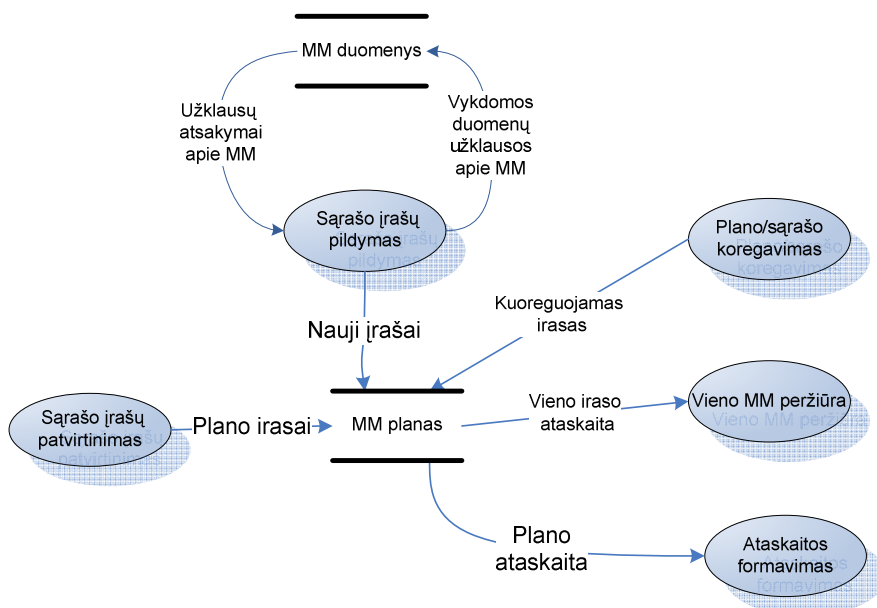 MM duomenys
Užklausų
atsakymai
apie MM
Vykdomos
duomenų
užklausos
apie MM
Sąrašo įrašų
pildymas
Plano/sąrašo
koregavimas
Kuoreguojamas
irasas
Nauji įrašai
Sąrašo įrašų
patvirtinimas
Plano irasai
MM planas
Vieno iraso
ataskaita
Vieno MM peržiūra
Plano
ataskaita
Ataskaitos
formavimas